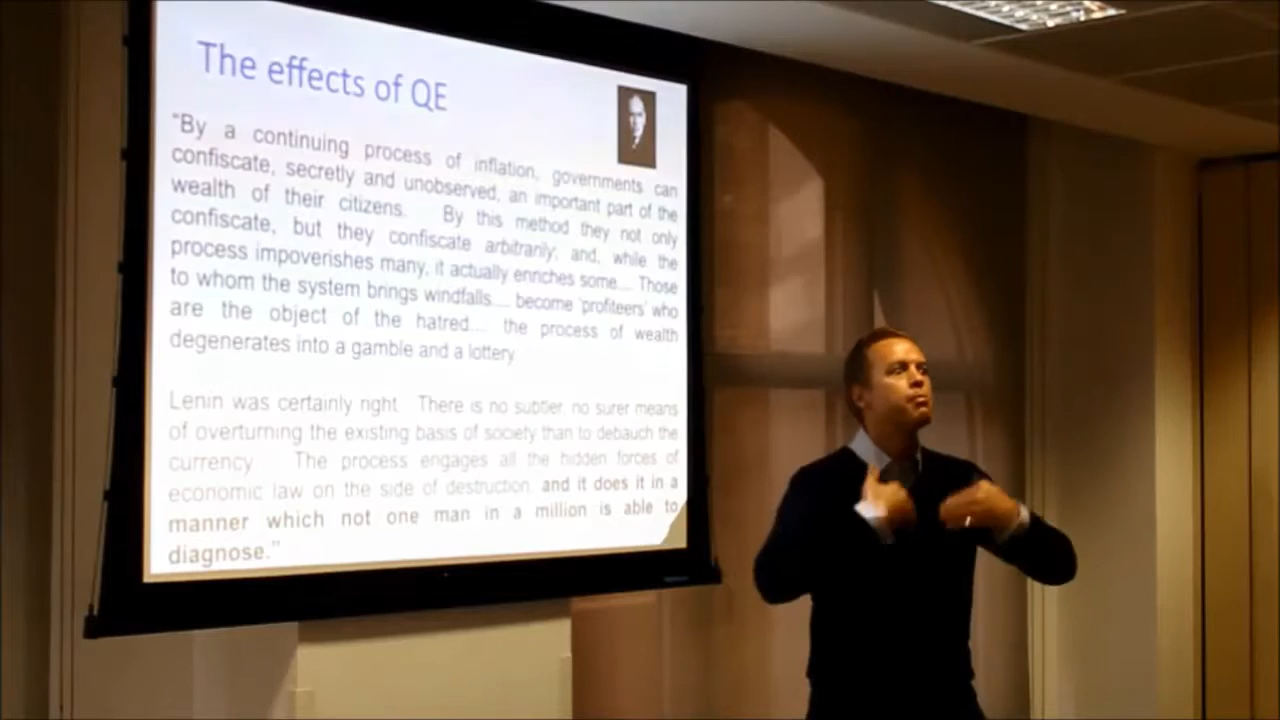 The effects of QE
“By a continuing process of inflation, governments can
confiscate, secretly and unobserved, an important part of the
wealth of their citizens. By this method they not only
confiscate, but they confiscate arbitrarily; and, while the
process impoverishes many, it actually enriches some.... Those
to whom the system brings windfalls.... become 'profiteers' who
are the object of the hatred.... the process of wealth
degenerates into a gamble and a lottery
Lenin was certainly right. There is no subtler, no surer means
of overturning the existing basis of society than to debauch the
currency. The process engages all the hidden forces of
economic law on the side of destruction, and it does it in a
manner which not one man in a million is able to
diagnose.”